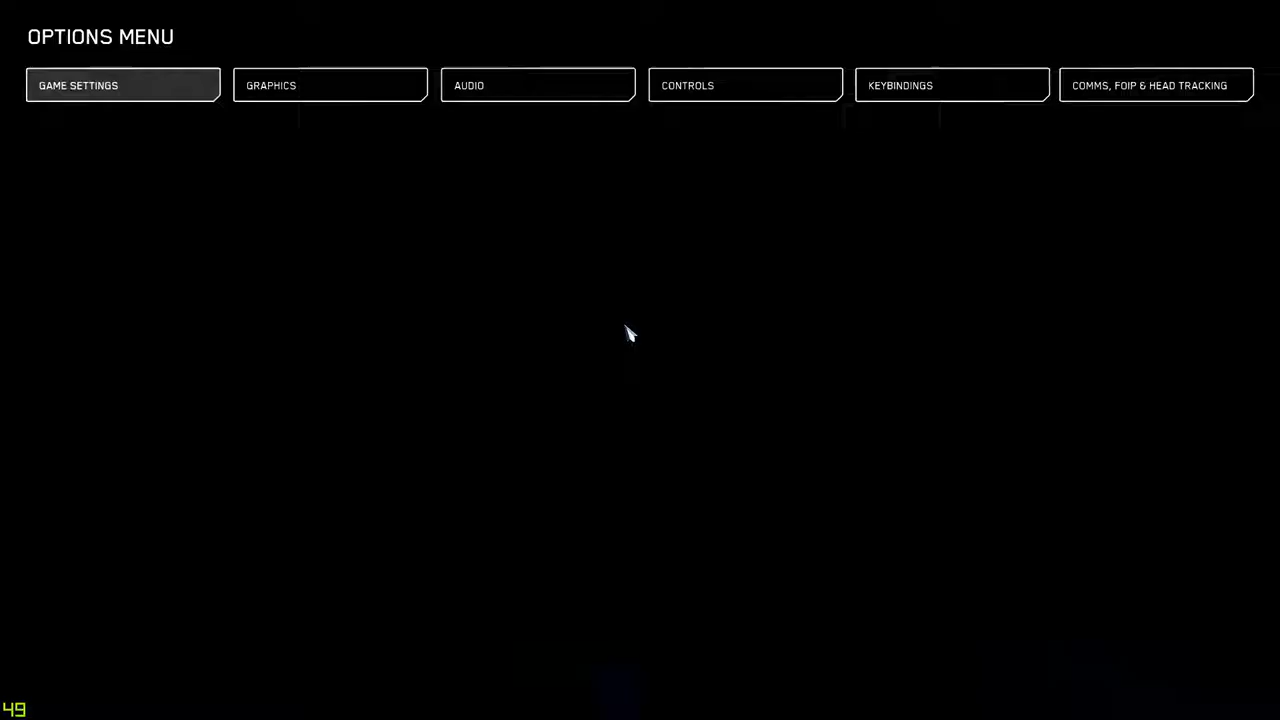 OPTIONS MENU
GAME SETTINGS
GRAPHICS
AUDIO
CONTROLS
KEYBINDINGS
COMMS, FOIP & HEAD TRACKING
49